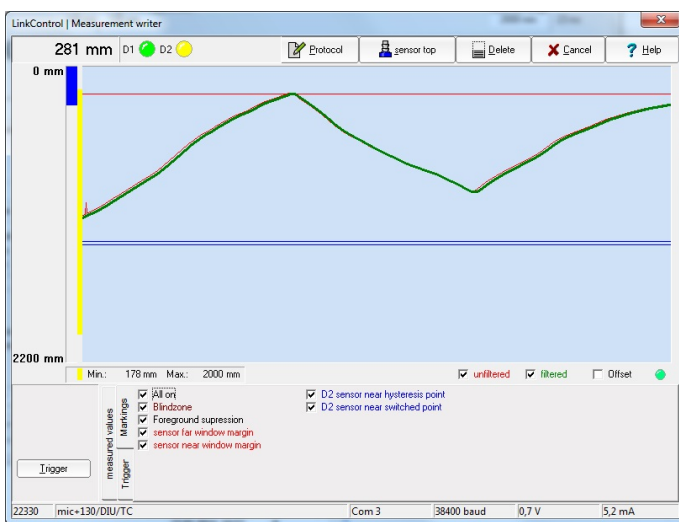 LinkControl | Measurement writer
281 mm D1 D2 Protocol sensor top Delete Cancel ? Help
0 mm
2200 mm
Min.: 178 mm Max.: 2000 mm unfiltered filtered Offset
measured values
Markings
Trigger
All on
Blindzone
Foreground supression
sensor far window margin
sensor near window margin
D2 sensor near hysteresis point
D2 sensor near switched point
Trigger
22330 mic+130/DIU/TC Com 3 38400 baud 0,7 V 5,2 mA